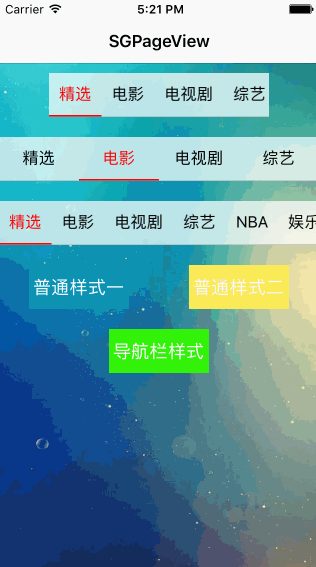 Carrier 5:21 PM
SGPageView
精选 电影 电视剧 综艺
精选 电影 电视剧 综艺
精选 电影 电视剧 综艺 NBA 娱乐
普通样式一 普通样式二
导航栏样式